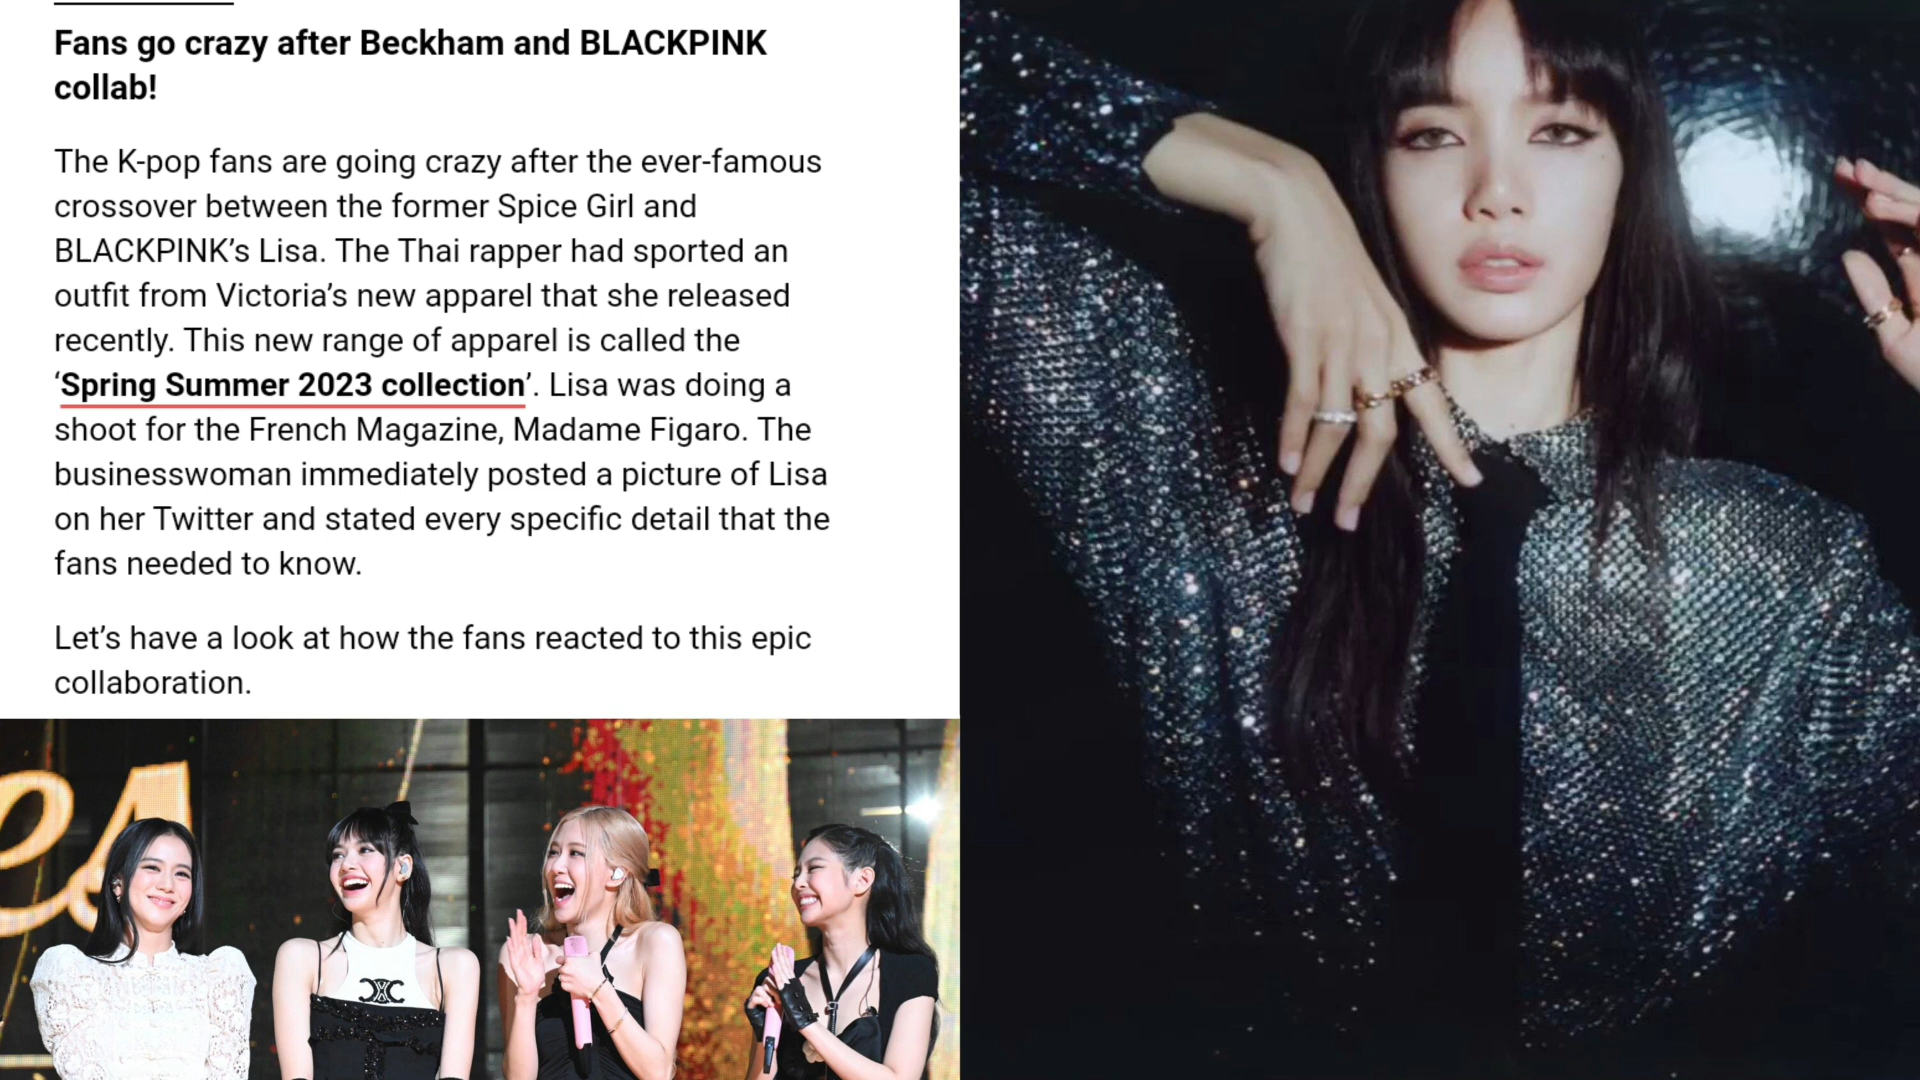 Fans go crazy after Beckham and BLACKPINK
collab!
The K-pop fans are going crazy after the ever-famous
crossover between the former Spice Girl and
BLACKPINK’s Lisa. The Thai rapper had sported an
outfit from Victoria’s new apparel that she released
recently. This new range of apparel is called the
‘Spring Summer 2023 collection’. Lisa was doing a
shoot for the French Magazine, Madame Figaro. The
businesswoman immediately posted a picture of Lisa
on her Twitter and stated every specific detail that the
fans needed to know.
Let’s have a look at how the fans reacted to this epic
collaboration.
es